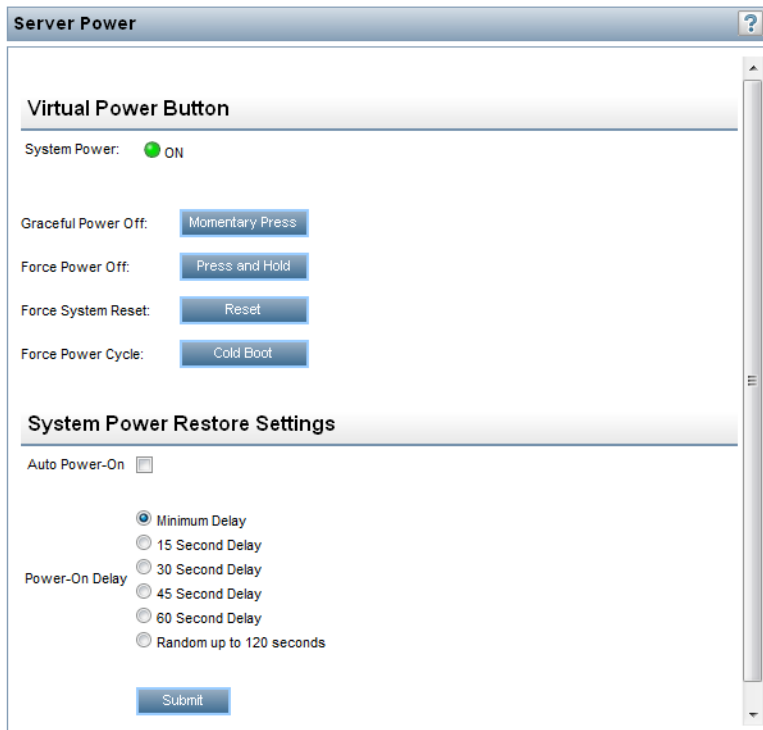 Server Power
?
Virtual Power Button
System Power: ON
Graceful Power Off: Momentary Press
Force Power Off: Press and Hold
Force System Reset: Reset
Force Power Cycle: Cold Boot
System Power Restore Settings
Auto Power-On
Power-On Delay
Minimum Delay
15 Second Delay
30 Second Delay
45 Second Delay
60 Second Delay
Random up to 120 seconds
Submit